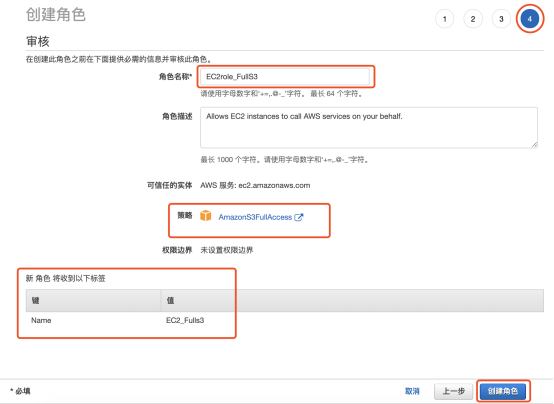 创建角色
1 2 3 4
审核
在创建此角色之前在下面提供必需的信息并审核此角色。
角色名称* EC2role_FullS3
请使用字母数字和‘+=,.@-_’字符。 最长 64 个字符。
角色描述 Allows EC2 instances to call AWS services on your behalf.
最长 1000 个字符。请使用字母数字和‘+=,.@-_’字符。
可信任的实体 AWS 服务: ec2.amazonaws.com
策略 AmazonS3FullAccess
权限边界 未设置权限边界
新 角色 将收到以下标签
键 值
Name EC2_Fulls3
* 必填 取消 上一步 创建角色